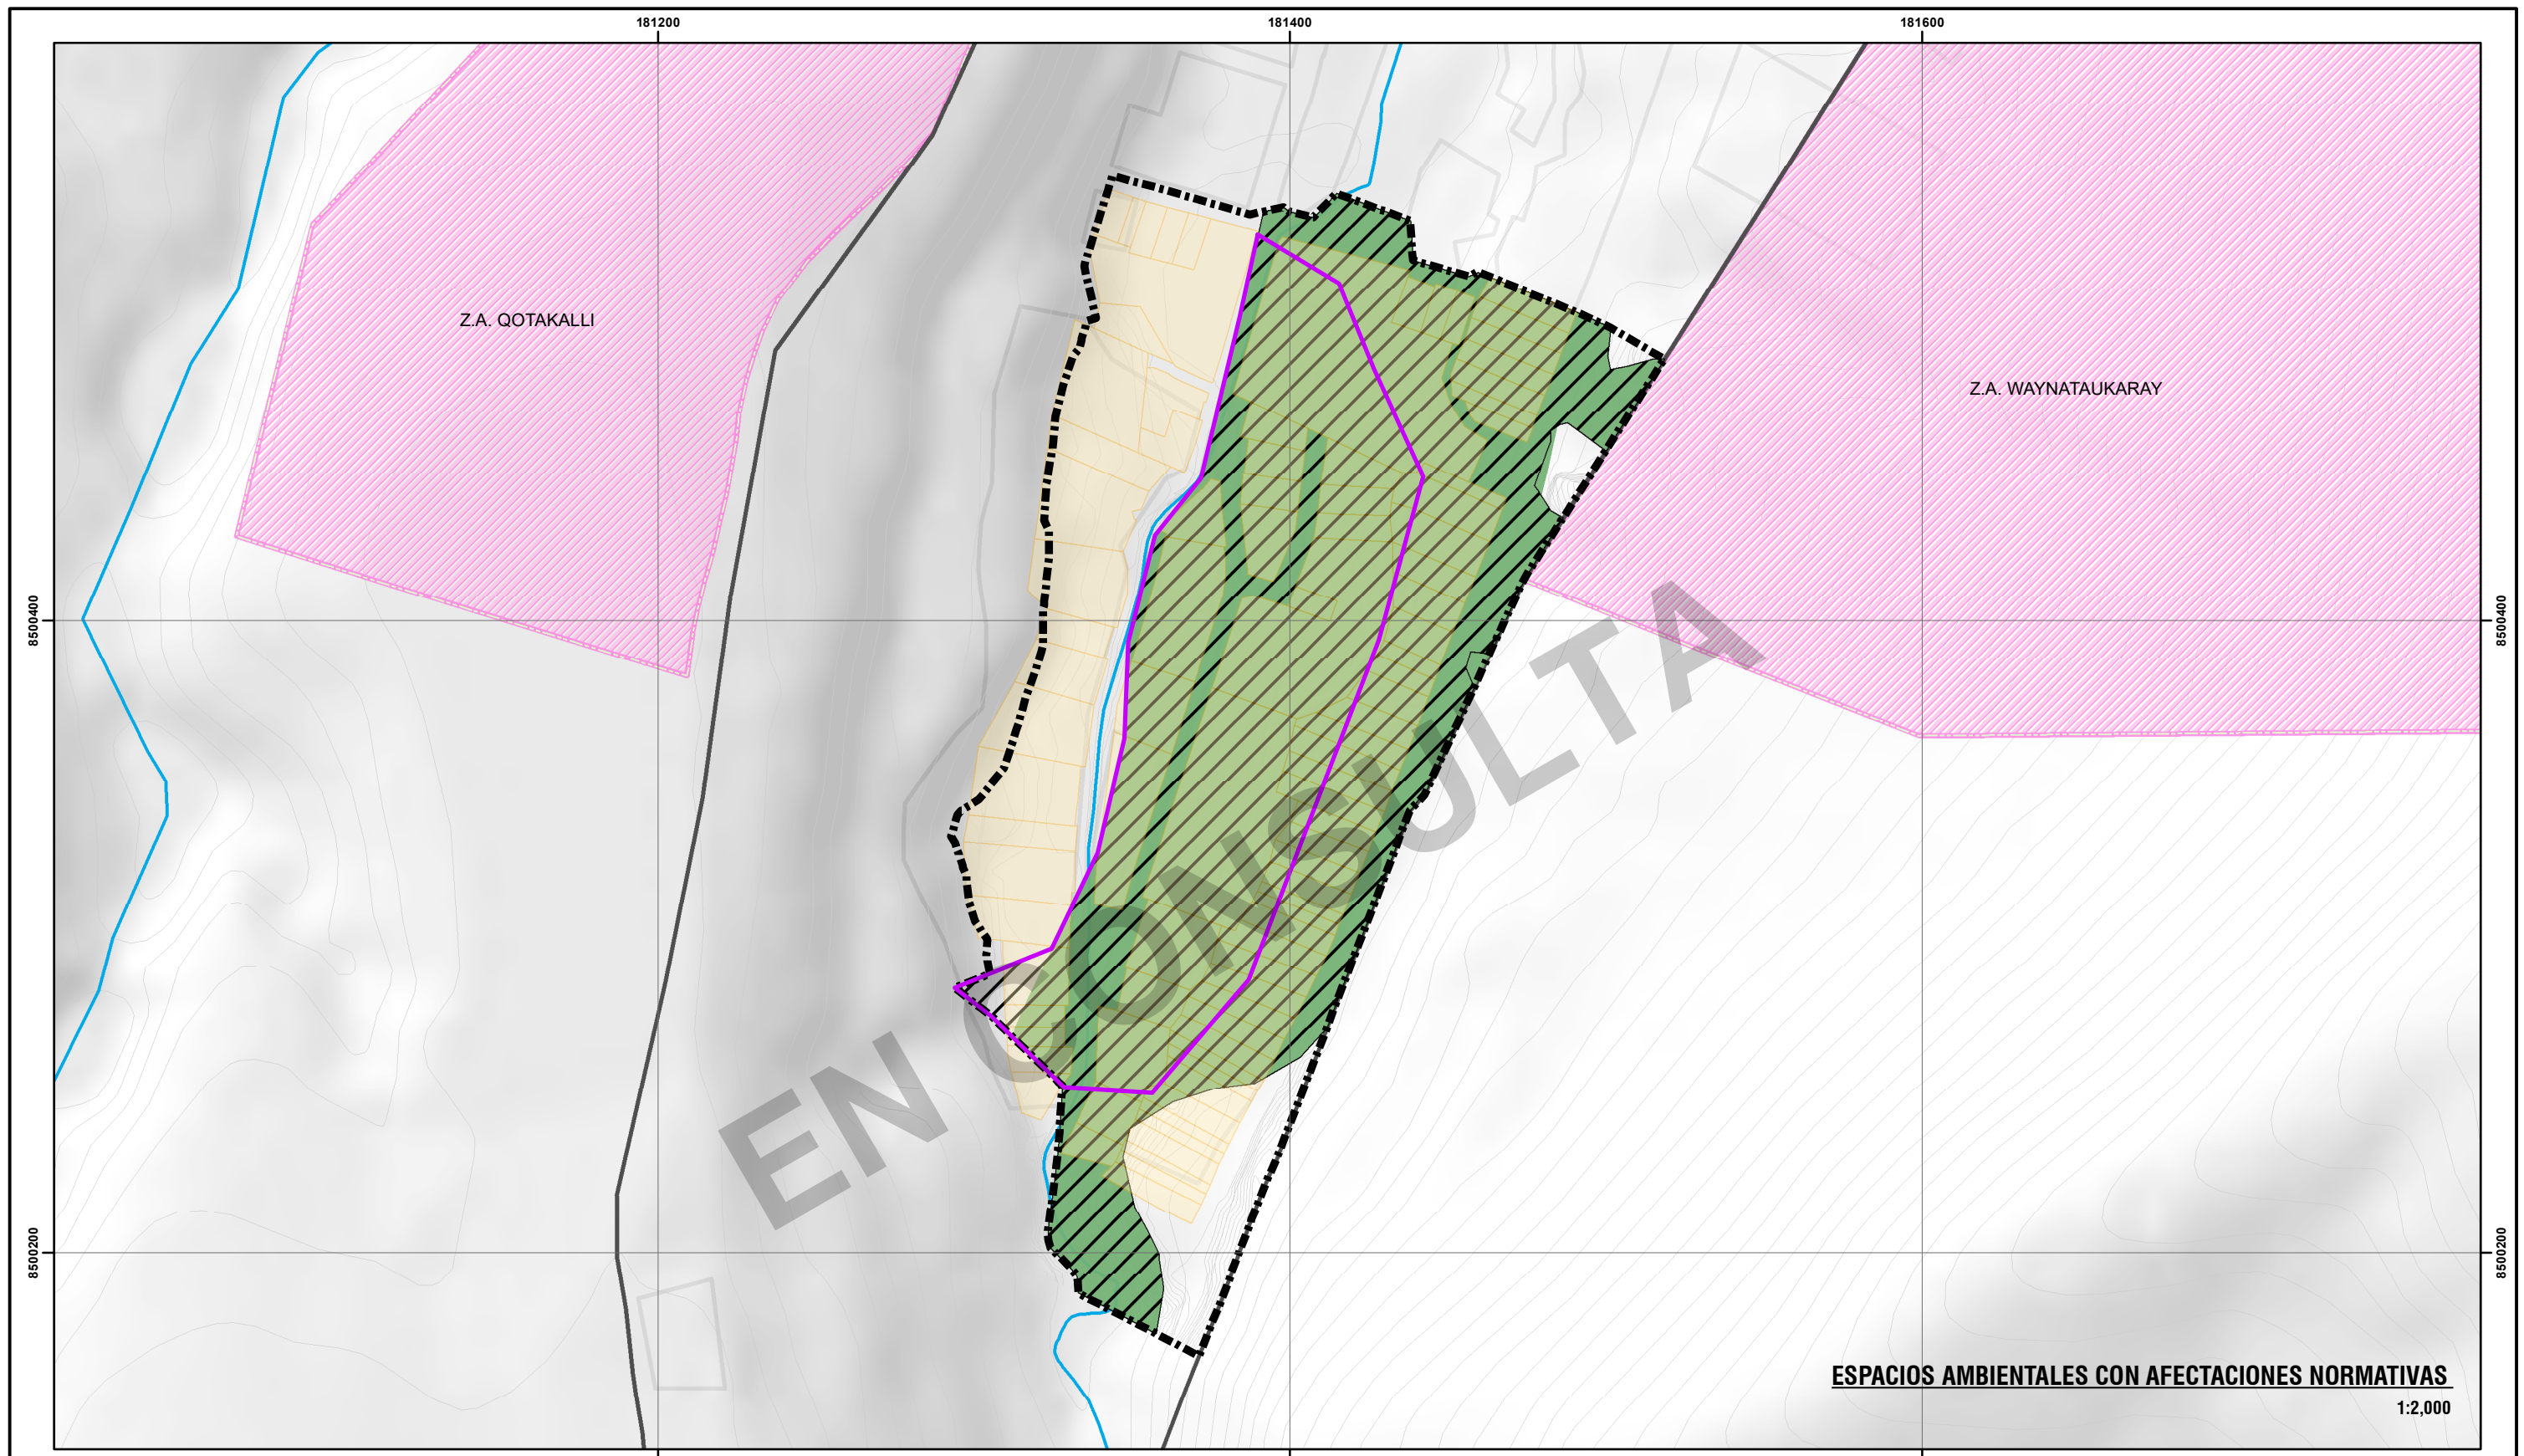 181200
181400
181600
Z.A. QOTAKALLI
Z.A. WAYNATAUKARAY
8500400
8500400
EN CONSULTA
8500200
8500200
ESPACIOS AMBIENTALES CON AFECTACIONES NORMATIVAS
1:2,000